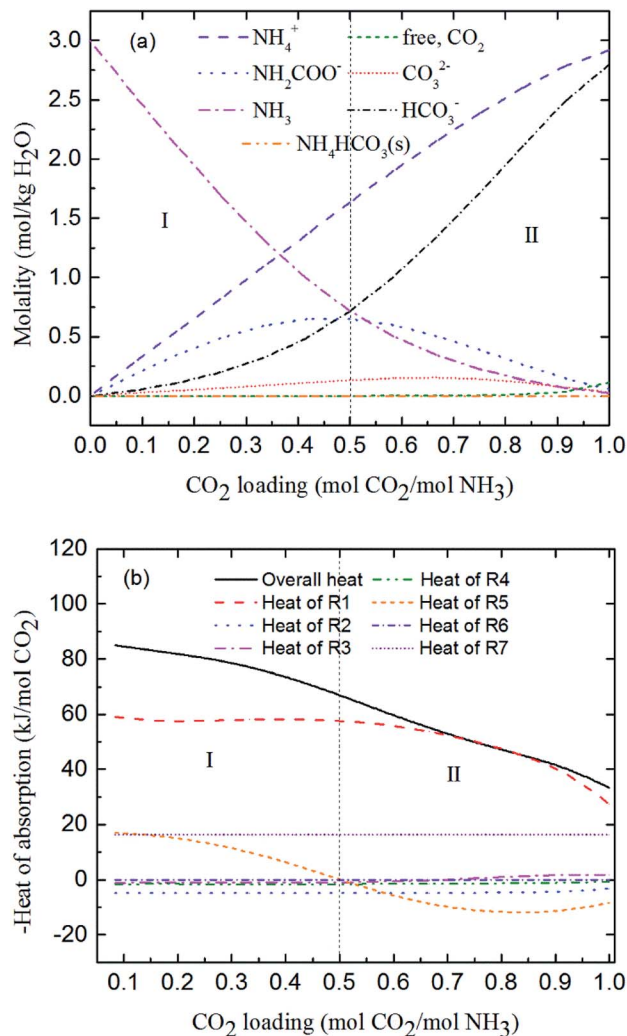 (a)
NH₄⁺ free, CO₂
NH₂COO⁻ CO₃²⁻
NH₃ HCO₃⁻
NH₄HCO₃(s)
3.0
2.5
2.0
1.5
1.0
0.5
0.0
Molality (mol/kg H₂O)
I
II
0.0 0.1 0.2 0.3 0.4 0.5 0.6 0.7 0.8 0.9 1.0
CO₂ loading (mol CO₂/mol NH₃)
(b)
Overall heat Heat of R4
Heat of R1 Heat of R5
Heat of R2 Heat of R6
Heat of R3 Heat of R7
120
100
80
60
40
20
0
-20
-Heat of absorption (kJ/mol CO₂)
I
II
0.1 0.2 0.3 0.4 0.5 0.6 0.7 0.8 0.9 1.0
CO₂ loading (mol CO₂/mol NH₃)